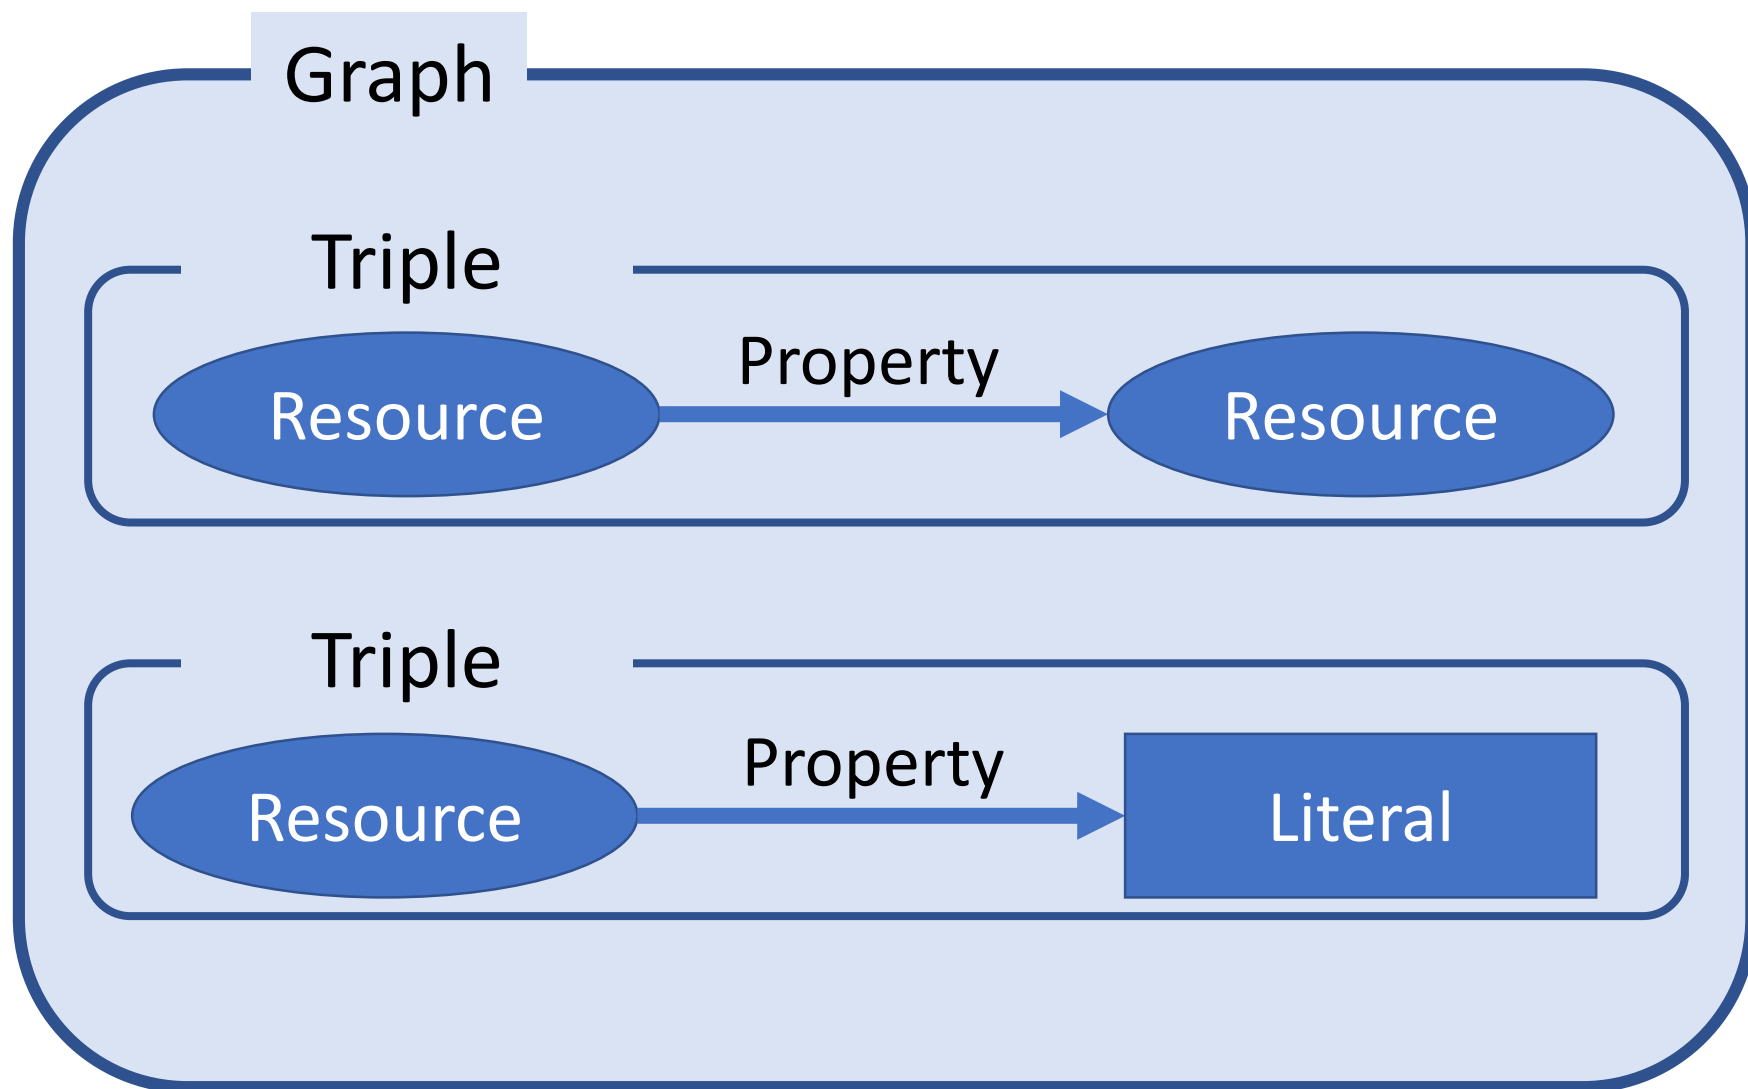 Graph
Triple
Property
Resource
Resource
Triple
Property
Resource
Literal